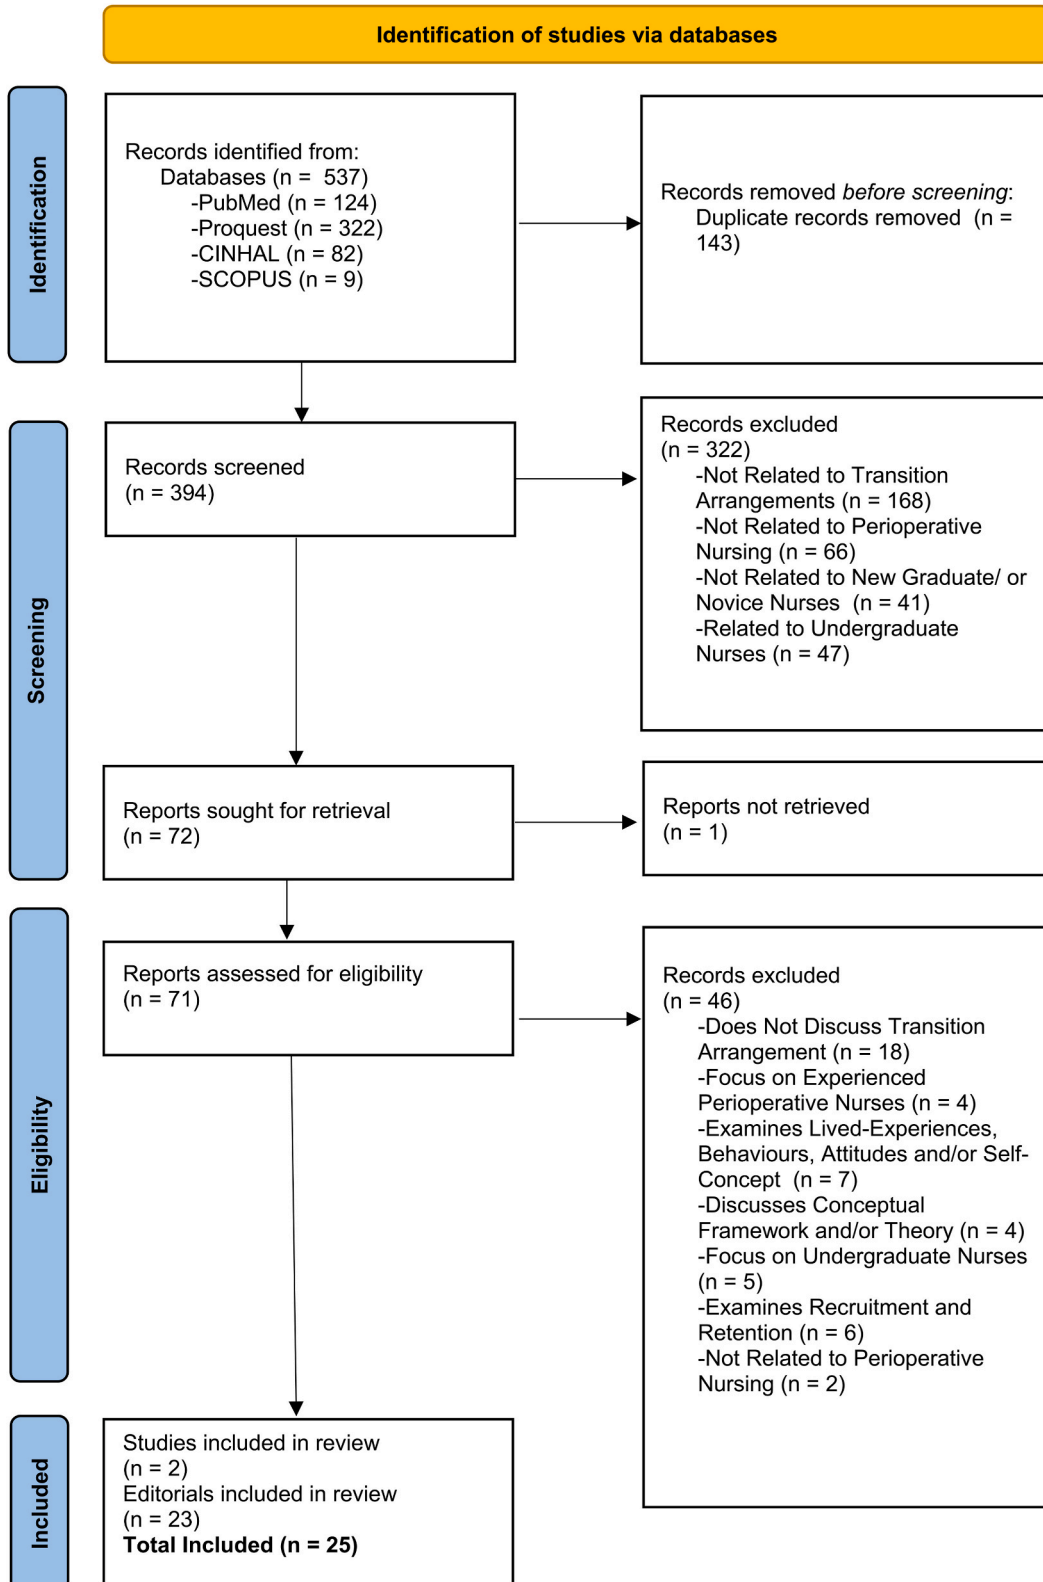 Identification of studies via databases
Identification
Records identified from:
Databases (n =  537)
-PubMed (n = 124)
-Proquest (n = 322)
-CINHAL (n = 82)
-SCOPUS (n = 9)
Records removed before screening:
Duplicate records removed  (n =
143)
Screening
Records screened
(n = 394)
Records excluded
(n = 322)
-Not Related to Transition
Arrangements (n = 168)
-Not Related to Perioperative
Nursing (n = 66)
-Not Related to New Graduate/ or
Novice Nurses  (n = 41)
-Related to Undergraduate
Nurses (n = 47)
Reports sought for retrieval
(n = 72)
Reports not retrieved
(n = 1)
Eligibility
Reports assessed for eligibility
(n = 71)
Records excluded
(n = 46)
-Does Not Discuss Transition
Arrangement (n = 18)
-Focus on Experienced
Perioperative Nurses (n = 4)
-Examines Lived-Experiences,
Behaviours, Attitudes and/or Self-
Concept  (n = 7)
-Discusses Conceptual
Framework and/or Theory (n = 4)
-Focus on Undergraduate Nurses
(n = 5)
-Examines Recruitment and
Retention (n = 6)
-Not Related to Perioperative
Nursing (n = 2)
Included
Studies included in review
(n = 2)
Editorials included in review
(n = 23)
Total Included (n = 25)